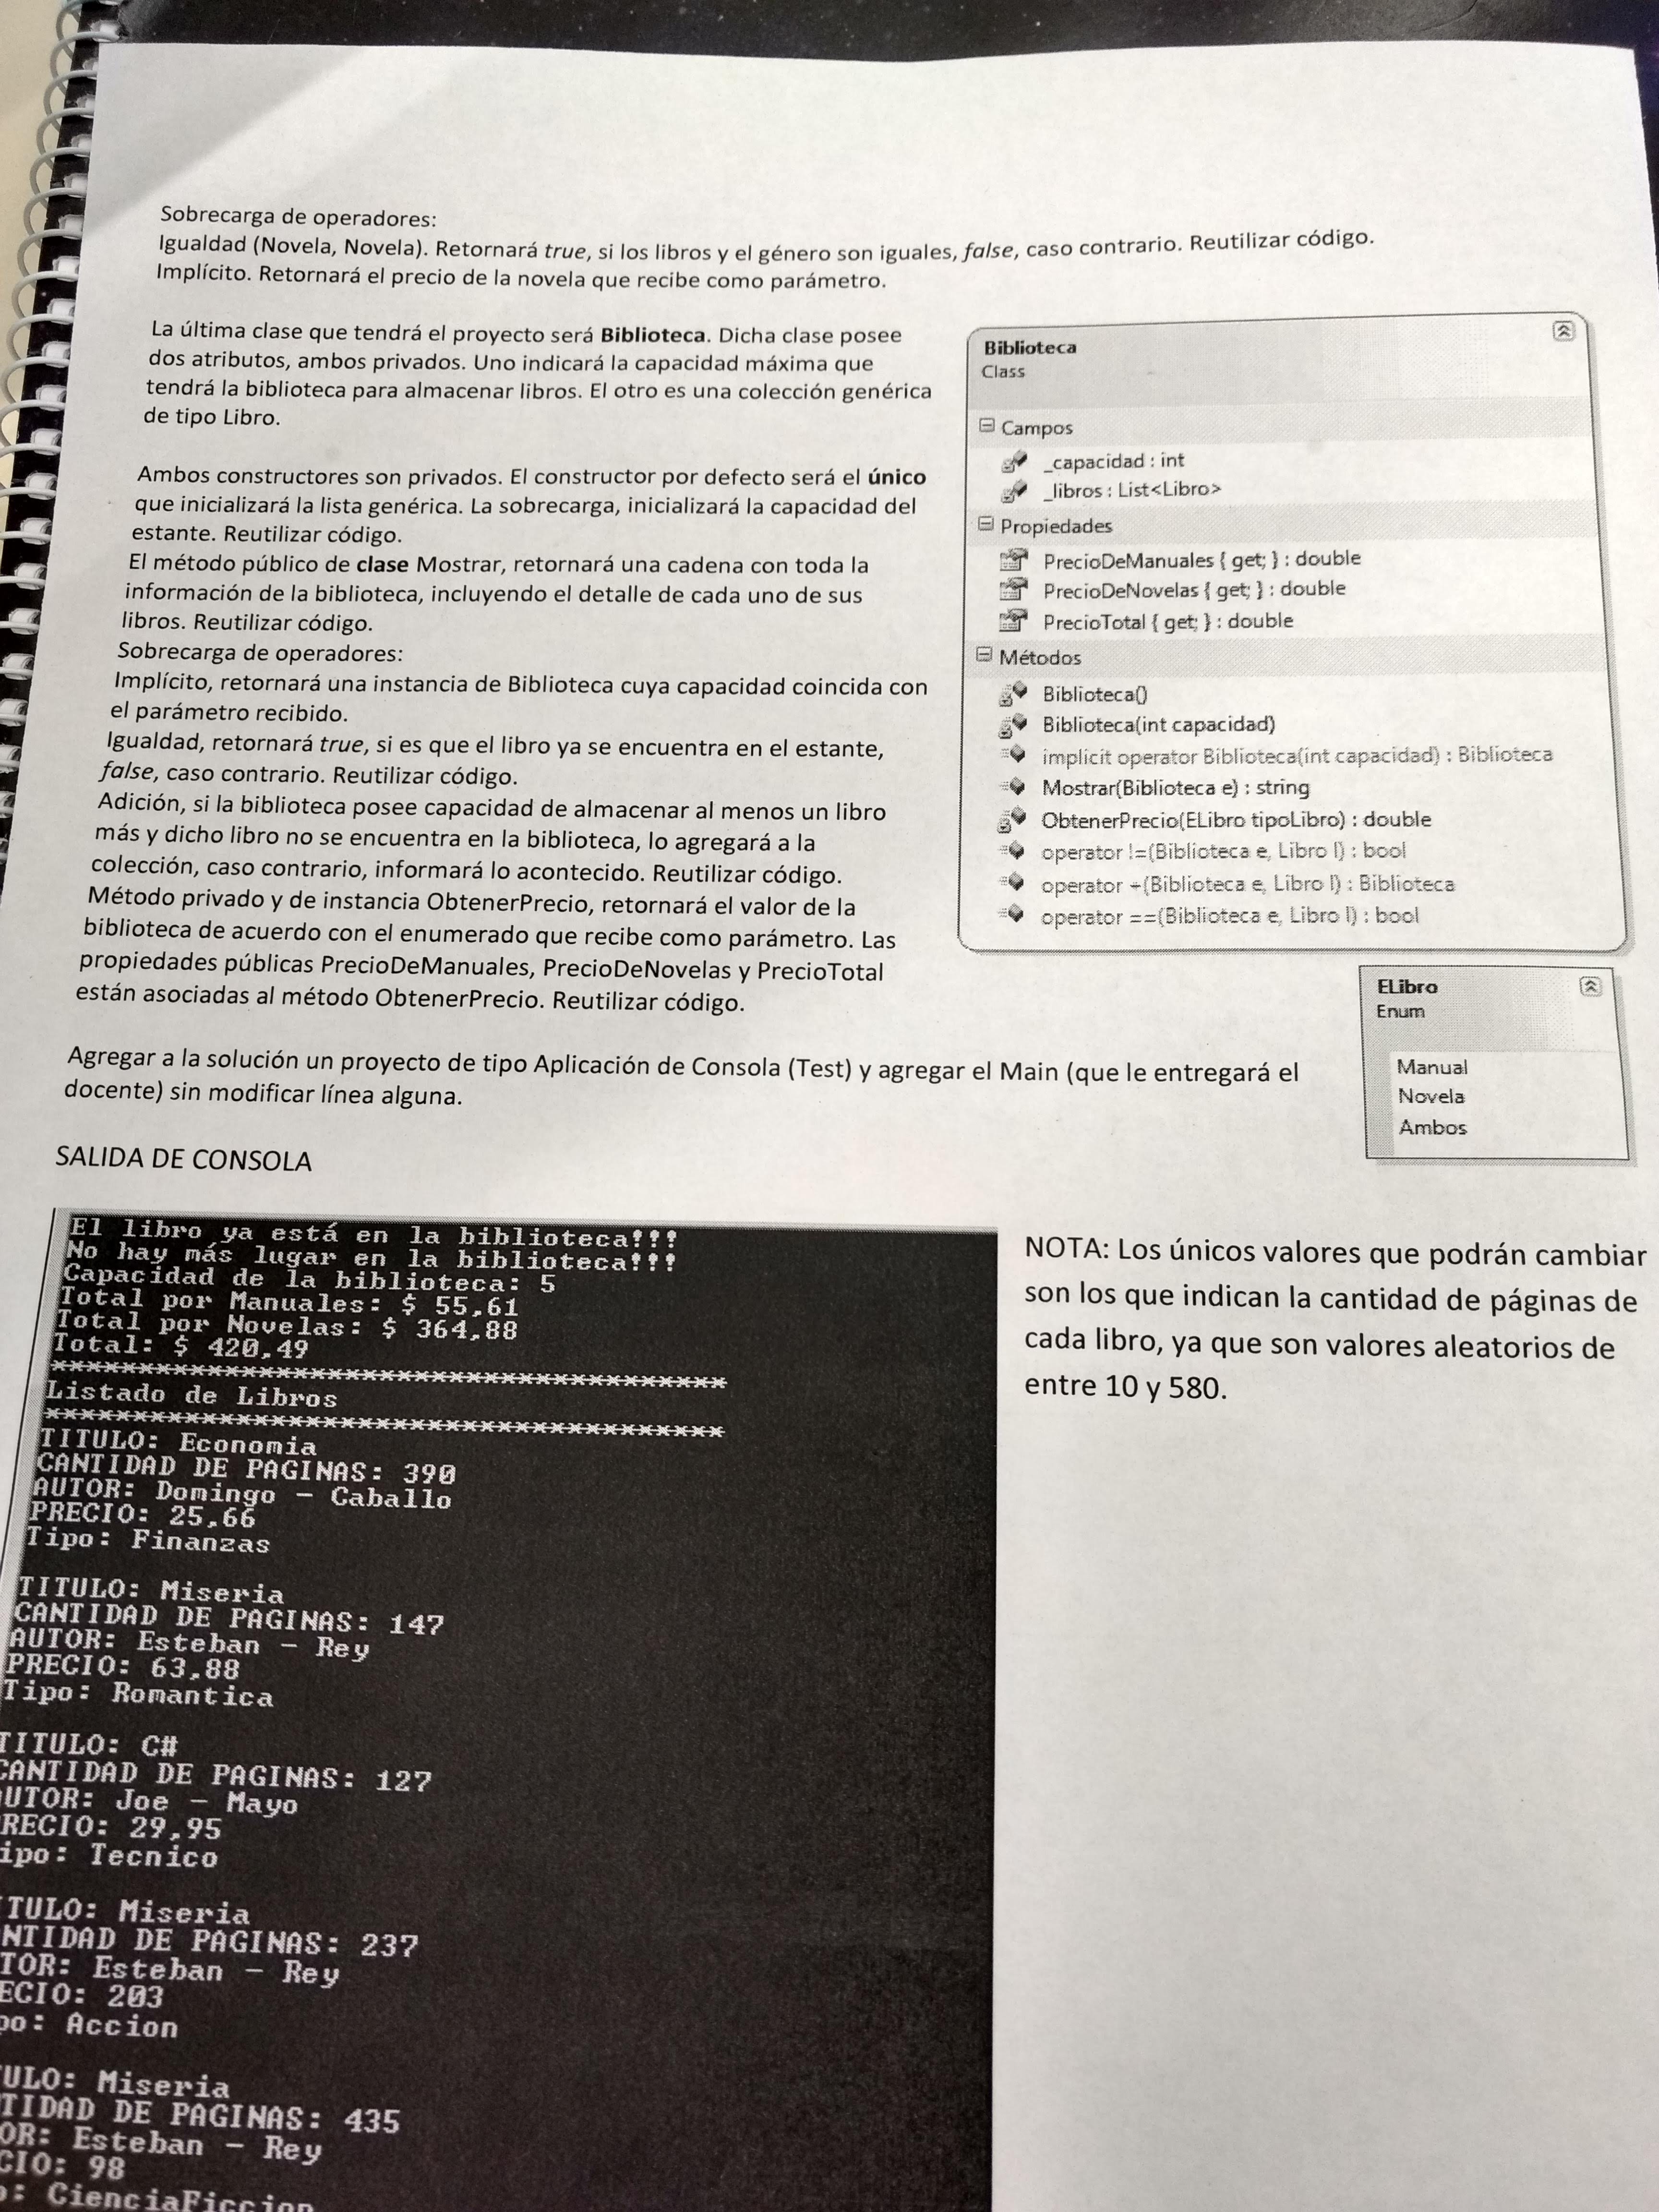 Sobrecarga de operadores:
Igualdad (Novela, Novela). Retornará true, si los libros y el género son iguales, false, caso contrario. Reutilizar código.
Implícito. Retornará el precio de la novela que recibe como parámetro.
La última clase que tendrá el proyecto será Biblioteca. Dicha clase posee
dos atributos, ambos privados. Uno indicará la capacidad máxima que
tendrá la biblioteca para almacenar libros. El otro es una colección genérica
de tipo Libro.
Ambos constructores son privados. El constructor por defecto será el único
que inicializará la lista genérica. La sobrecarga, inicializará la capacidad del
estante. Reutilizar código.
El método público de clase Mostrar, retornará una cadena con toda la
información de la biblioteca, incluyendo el detalle de cada uno de sus
libros. Reutilizar código.
Sobrecarga de operadores:
Implícito, retornará una instancia de Biblioteca cuya capacidad coincida con
el parámetro recibido.
Igualdad, retornará true, si es que el libro ya se encuentra en el estante,
false, caso contrario. Reutilizar código.
Adición, si la biblioteca posee capacidad de almacenar al menos un libro
más y dicho libro no se encuentra en la biblioteca, lo agregará a la
colección, caso contrario, informará lo acontecido. Reutilizar código.
Método privado y de instancia ObtenerPrecio, retornará el valor de la
biblioteca de acuerdo con el enumerado que recibe como parámetro. Las
propiedades públicas PrecioDeManuales, PrecioDeNovelas y PrecioTotal
están asociadas al método ObtenerPrecio. Reutilizar código.
Biblioteca
Class
Campos
_capacidad : int
_libros : List<Libro>
Propiedades
PrecioDeManuales { get; } : double
PrecioDeNovelas { get; } : double
PrecioTotal { get; } : double
Métodos
Biblioteca()
Biblioteca(int capacidad)
implicit operator Biblioteca(int capacidad) : Biblioteca
Mostrar(Biblioteca e) : string
ObtenerPrecio(ELibro tipoLibro) : double
operator !=(Biblioteca e, Libro l) : bool
operator +(Biblioteca e, Libro l) : Biblioteca
operator ==(Biblioteca e, Libro l) : bool
ELibro
Enum
Manual
Novela
Ambos
Agregar a la solución un proyecto de tipo Aplicación de Consola (Test) y agregar el Main (que le entregará el
docente) sin modificar línea alguna.
SALIDA DE CONSOLA
El libro ya está en la biblioteca!!!
No hay más lugar en la biblioteca!!!
Capacidad de la biblioteca: 5
Total por Manuales: $ 55,61
Total por Novelas: $ 364,88
Total: $ 420,49
***************************************
Listado de Libros
***************************************
TITULO: Economia
CANTIDAD DE PAGINAS: 390
AUTOR: Domingo - Caballo
PRECIO: 25,66
Tipo: Finanzas
TITULO: Miseria
CANTIDAD DE PAGINAS: 147
AUTOR: Esteban - Rey
PRECIO: 63,88
Tipo: Romantica
TITULO: C#
CANTIDAD DE PAGINAS: 127
AUTOR: Joe - Mayo
RECIO: 29,95
ipo: Tecnico
TULO: Miseria
NTIDAD DE PAGINAS: 237
TOR: Esteban - Rey
ECIO: 203
po: Accion
ULO: Miseria
TIDAD DE PAGINAS: 435
OR: Esteban - Rey
CIO: 98
o: CienciaFiccion
NOTA: Los únicos valores que podrán cambiar
son los que indican la cantidad de páginas de
cada libro, ya que son valores aleatorios de
entre 10 y 580.